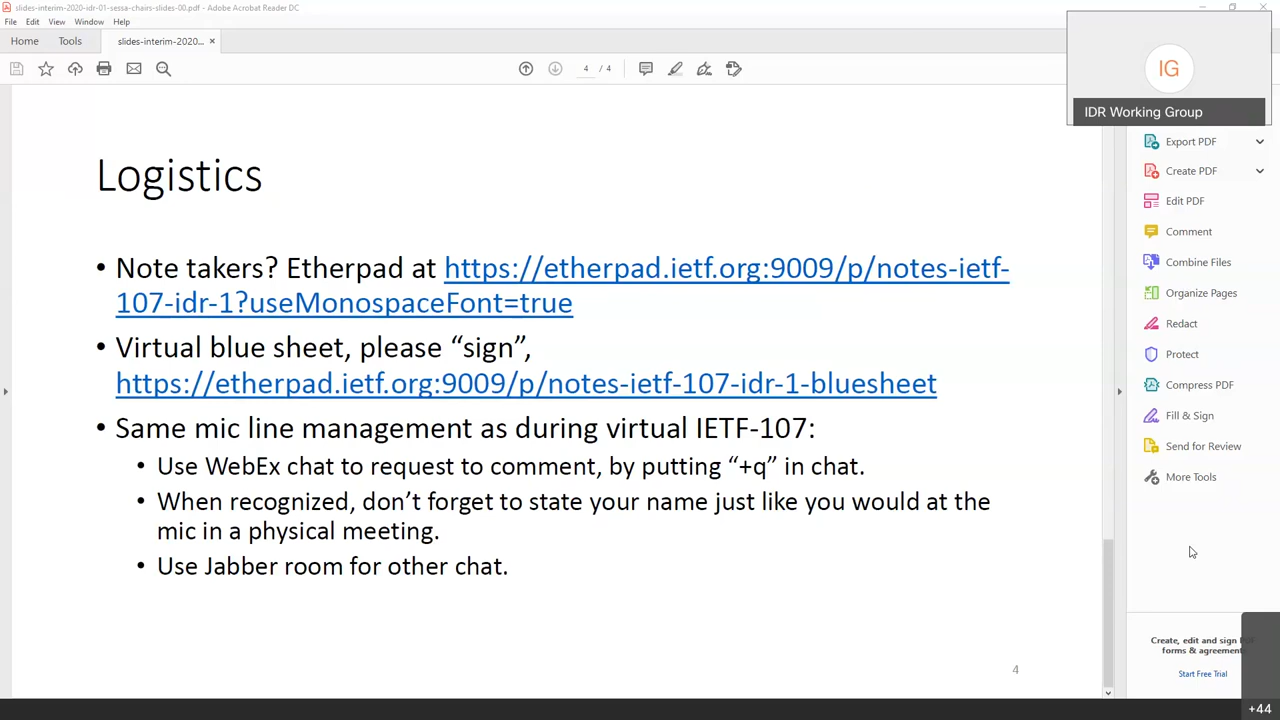 slides-interim-2020-idr-01-sessa-chairs-slides-00.pdf - Adobe Acrobat Reader DC
File Edit View Window Help
Home Tools slides-interim-2020... ×
4 / 4
IG
IDR Working Group
Logistics
• Note takers? Etherpad at https://etherpad.ietf.org:9009/p/notes-ietf-
107-idr-1?useMonospaceFont=true
• Virtual blue sheet, please “sign”,
https://etherpad.ietf.org:9009/p/notes-ietf-107-idr-1-bluesheet
• Same mic line management as during virtual IETF-107:
• Use WebEx chat to request to comment, by putting “+q” in chat.
• When recognized, don’t forget to state your name just like you would at the
mic in a physical meeting.
• Use Jabber room for other chat.
4
Export PDF
Create PDF
Edit PDF
Comment
Combine Files
Organize Pages
Redact
Protect
Compress PDF
Fill & Sign
Send for Review
More Tools
Create, edit and sign
forms & agreements
Start Free Trial
+44